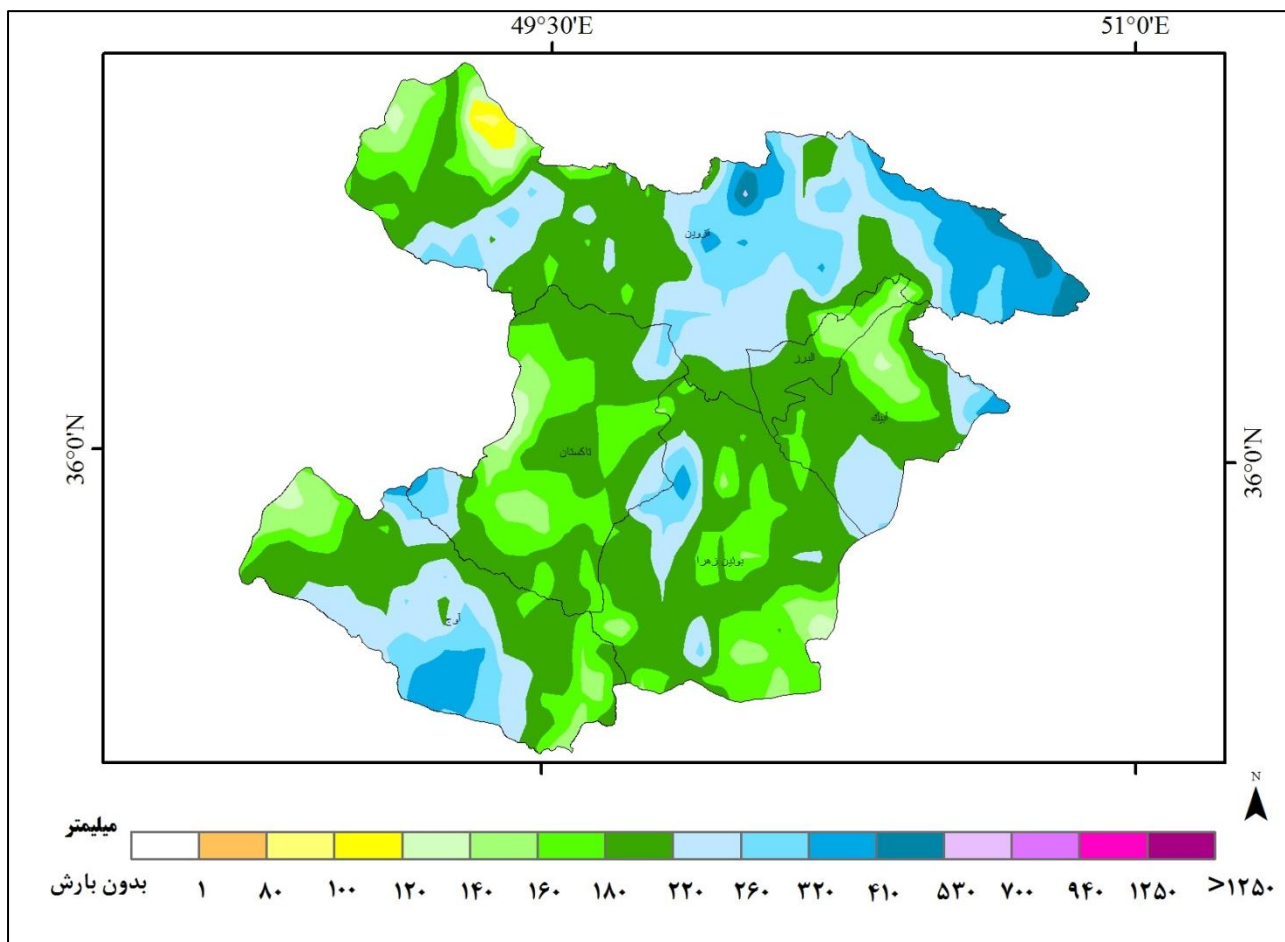 49°30'E 51°0'E
قزوین
البرز
آبیک
36°0'N 36°0'N
تاکستان
بوئین زهرا
آوج
N
میلیمتر
بدون بارش ۱ ۸۰ ۱۰۰ ۱۲۰ ۱۴۰ ۱۶۰ ۱۸۰ ۲۲۰ ۲۶۰ ۳۲۰ ۴۱۰ ۵۳۰ ۷۰۰ ۹۴۰ ۱۲۵۰ >۱۲۵۰